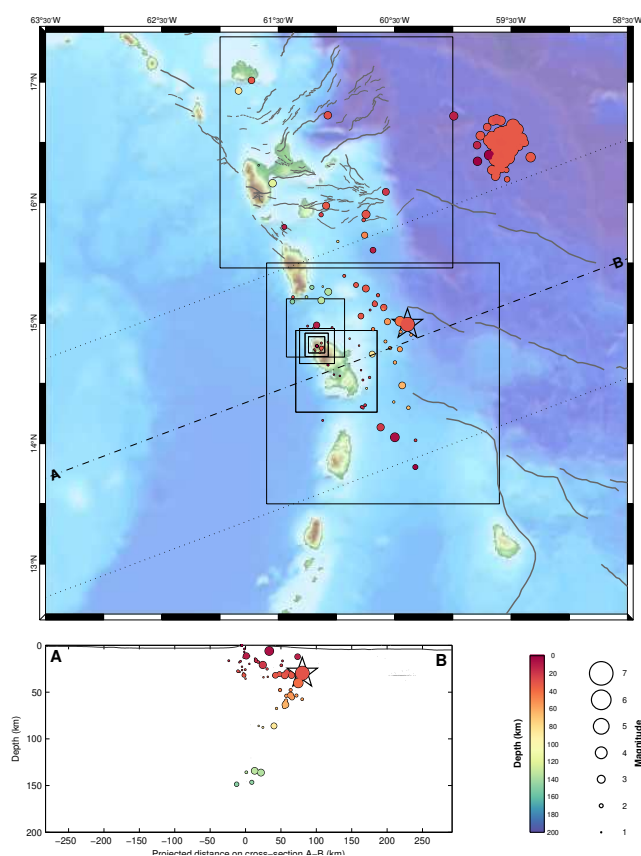 63°30'W 62°30'W 61°30'W 60°30'W 59°30'W 58°30'W
17°N
16°N
15°N
14°N
13°N
B
A
A B
0
50
100
150
200
Depth (km)
−250 −200 −150 −100 −50 0 50 100 150 200 250
Projected distance on cross−section A−B (km)
Depth (km)
0
20
40
60
80
100
120
140
160
180
200
7
6
5
4
3
2
1
Magnitude